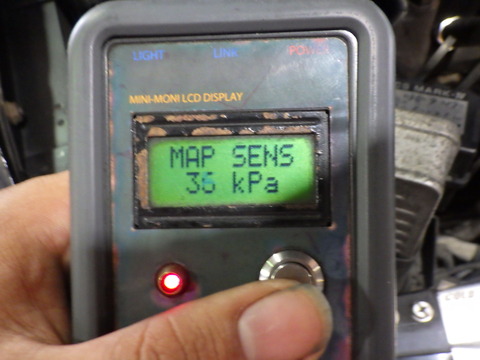 LIGHT LINK POWER
MINI-MONI LCD DISPLAY
MAP SENS
36 kPa